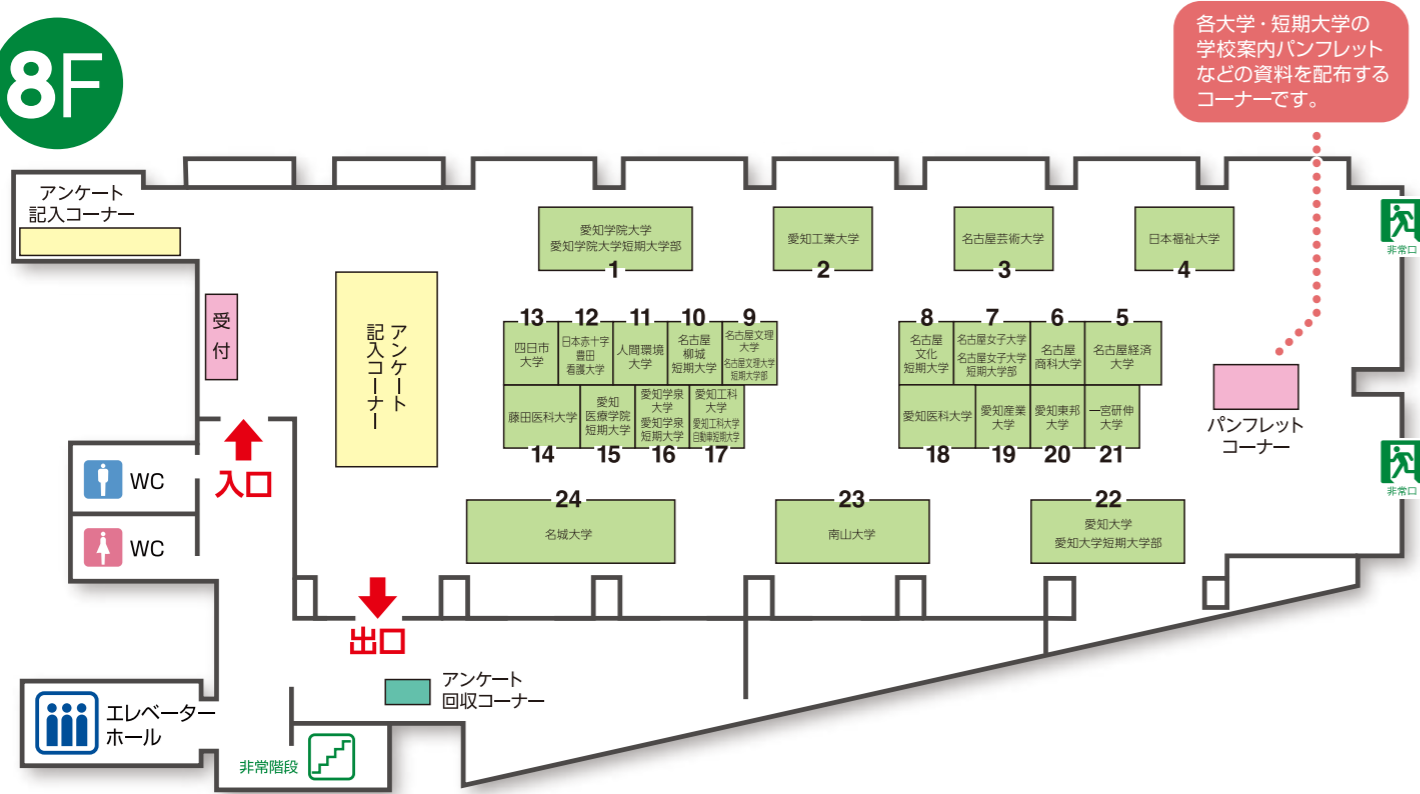 8F
各大学・短期大学の
学校案内パンフレット
などの資料を配布する
コーナーです。
アンケート
記入コーナー
受付
アンケート
記入コーナー
愛知学院大学
愛知学院大学短期大学部
1
愛知工業大学
2
名古屋芸術大学
3
日本福祉大学
4
非常口
13
四日市
大学
12
日本赤十字
豊田
看護大学
11
人間環境
大学
10
名古屋
柳城
短期大学
9
名古屋文理
大学
名古屋文理大学
短期大学部
8
名古屋
文化
短期大学
7
名古屋女子大学
名古屋女子大学
短期大学部
6
名古屋
商科大学
5
名古屋経済
大学
藤田医科大学
14
愛知
医療学院
短期大学
15
愛知学泉
大学
愛知学泉
短期大学
16
愛知工科
大学
愛知工科大学
自動車短期大学
17
愛知医科大学
18
愛知産業
大学
19
愛知東邦
大学
20
一宮研伸
大学
21
パンフレット
コーナー
非常口
入口
WC
WC
24
名城大学
23
南山大学
22
愛知大学
愛知大学短期大学部
出口
アンケート
回収コーナー
エレベーター
ホール
非常階段